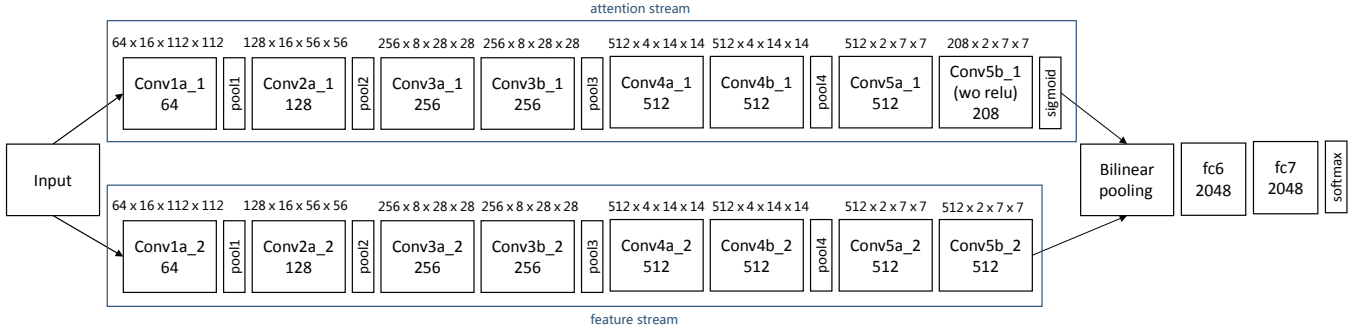 attention stream
64 x 16 x 112 x 112 128 x 16 x 56 x 56 256 x 8 x 28 x 28 256 x 8 x 28 x 28 512 x 4 x 14 x 14 512 x 4 x 14 x 14 512 x 2 x 7 x 7 208 x 2 x 7 x 7
Conv1a_1
64
pool1
Conv2a_1
128
pool2
Conv3a_1
256
Conv3b_1
256
pool3
Conv4a_1
512
Conv4b_1
512
pool4
Conv5a_1
512
Conv5b_1
(wo relu)
208
sigmoid
Input
Bilinear
pooling
fc6
2048
fc7
2048
softmax
64 x 16 x 112 x 112 128 x 16 x 56 x 56 256 x 8 x 28 x 28 256 x 8 x 28 x 28 512 x 4 x 14 x 14 512 x 4 x 14 x 14 512 x 2 x 7 x 7 512 x 2 x 7 x 7
Conv1a_2
64
pool1
Conv2a_2
128
pool2
Conv3a_2
256
Conv3b_2
256
pool3
Conv4a_2
512
Conv4b_2
512
pool4
Conv5a_2
512
Conv5b_2
512
feature stream